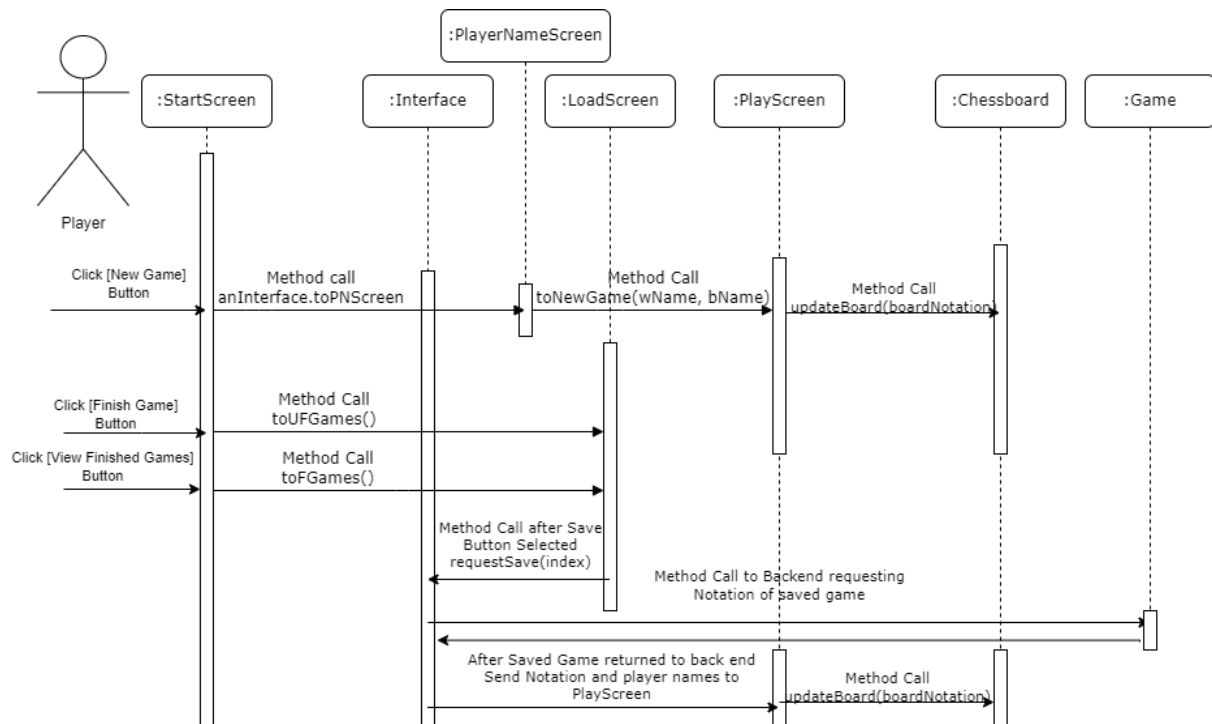 :PlayerNameScreen
:StartScreen
:Interface
:LoadScreen
:PlayScreen
:Chessboard
:Game
Player
Click [New Game]
Button
Method call
anInterface.toPNScreen
Method Call
toNewGame(wName, bName)
Method Call
updateBoard(boardNotation)
Click [Finish Game]
Button
Method Call
toUFGames()
Click [View Finished Games]
Button
Method Call
toFGames()
Method Call after Save
Button Selected
requestSave(index)
Method Call to Backend requesting
Notation of saved game
After Saved Game returned to back end
Send Notation and player names to
PlayScreen
Method Call
updateBoard(boardNotation)